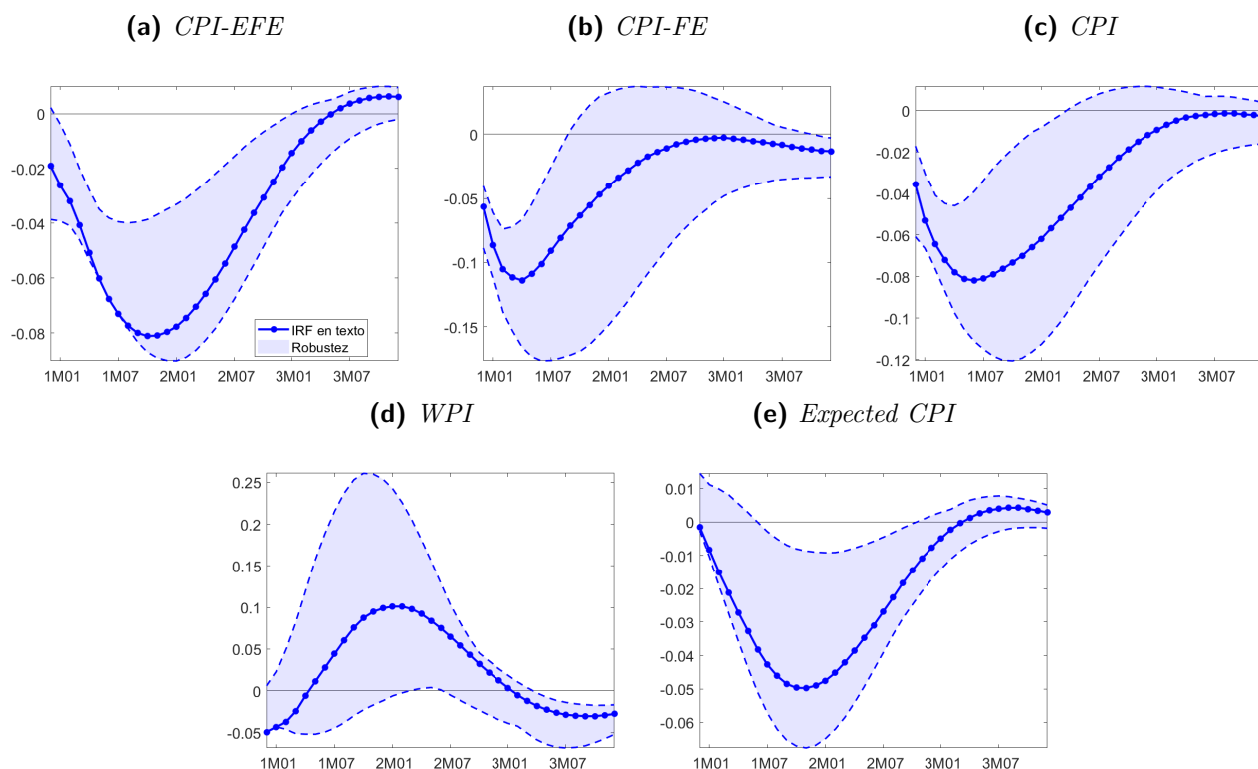 (a) CPI-EFE
(b) CPI-FE
(c) CPI
0
-0.02
-0.04
-0.06
-0.08
1M01 1M07 2M01 2M07 3M01 3M07
IRF en texto
Robustez
0
-0.05
-0.1
-0.15
1M01 1M07 2M01 2M07 3M01 3M07
0
-0.02
-0.04
-0.06
-0.08
-0.1
-0.12
1M01 1M07 2M01 2M07 3M01 3M07
(d) WPI
(e) Expected CPI
0.25
0.2
0.15
0.1
0.05
0
-0.05
1M01 1M07 2M01 2M07 3M01 3M07
0.01
0
-0.01
-0.02
-0.03
-0.04
-0.05
-0.06
1M01 1M07 2M01 2M07 3M01 3M07